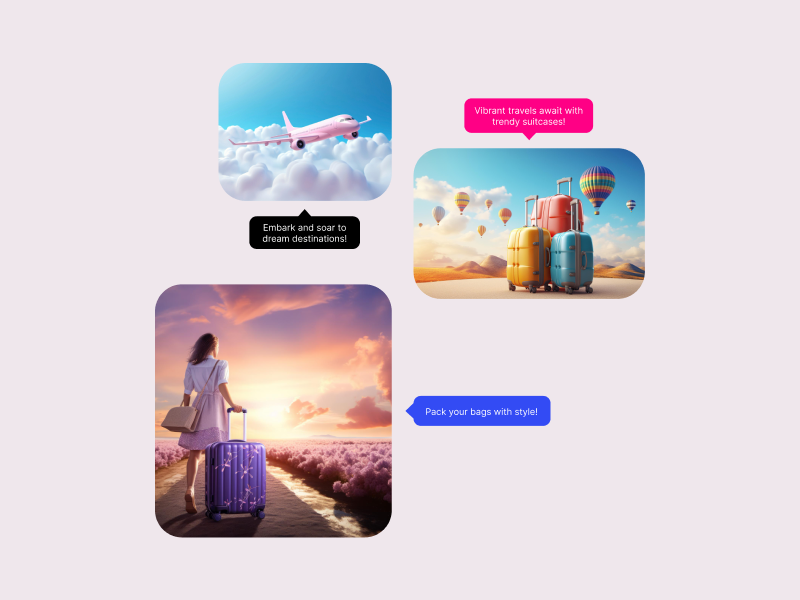 Vibrant travels await with
trendy suitcases!
Embark and soar to
dream destinations!
Pack your bags with style!